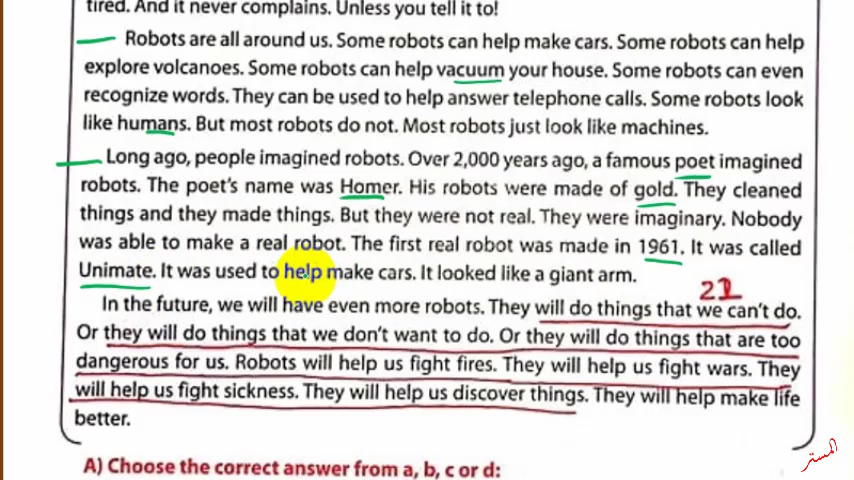 tired. And it never complains. Unless you tell it to!
Robots are all around us. Some robots can help make cars. Some robots can help
explore volcanoes. Some robots can help vacuum your house. Some robots can even
recognize words. They can be used to help answer telephone calls. Some robots look
like humans. But most robots do not. Most robots just look like machines.
Long ago, people imagined robots. Over 2,000 years ago, a famous poet imagined
robots. The poet's name was Homer. His robots were made of gold. They cleaned
things and they made things. But they were not real. They were imaginary. Nobody
was able to make a real robot. The first real robot was made in 1961. It was called
Unimate. It was used to help make cars. It looked like a giant arm.
21
In the future, we will have even more robots. They will do things that we can't do.
Or they will do things that we don't want to do. Or they will do things that are too
dangerous for us. Robots will help us fight fires. They will help us fight wars. They
will help us fight sickness. They will help us discover things. They will help make life
better.
A) Choose the correct answer from a, b, c or d:
المستر